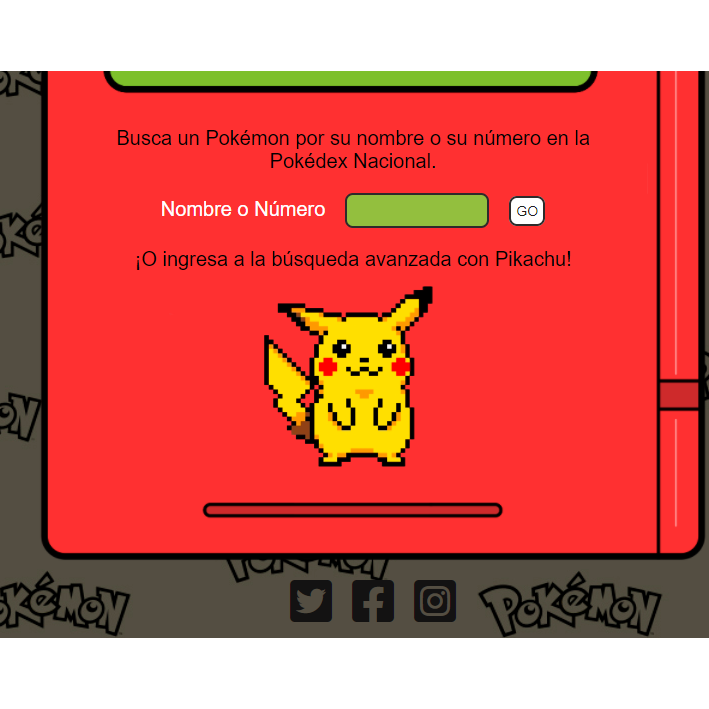 Busca un Pokémon por su nombre o su número en la
Pokédex Nacional.
Nombre o Número
GO
¡O ingresa a la búsqueda avanzada con Pikachu!
POKéMON
POKéMON
POKéMON